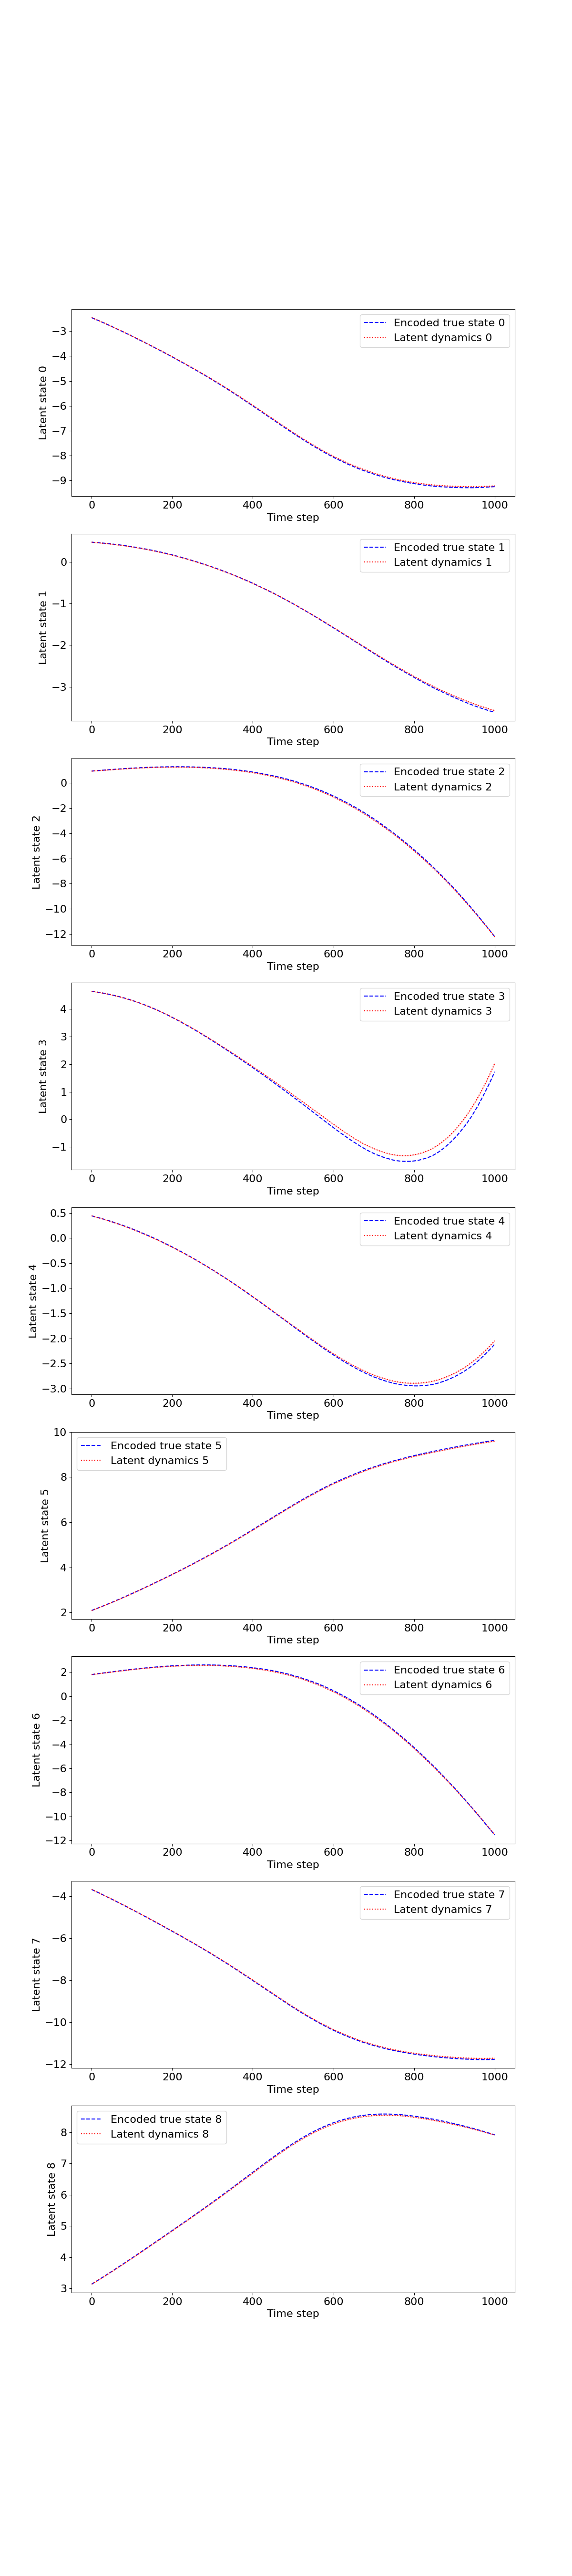 Encoded true state 0
Latent dynamics 0
−3
−4
−5
−6
−7
−8
−9
Latent state 0
0 200 400 600 800 1000
Time step
Encoded true state 1
Latent dynamics 1
0
−1
−2
−3
Latent state 1
0 200 400 600 800 1000
Time step
Encoded true state 2
Latent dynamics 2
0
−2
−4
−6
−8
−10
−12
Latent state 2
0 200 400 600 800 1000
Time step
Encoded true state 3
Latent dynamics 3
4
3
2
1
0
−1
Latent state 3
0 200 400 600 800 1000
Time step
Encoded true state 4
Latent dynamics 4
0.5
0.0
−0.5
−1.0
−1.5
−2.0
−2.5
−3.0
Latent state 4
0 200 400 600 800 1000
Time step
Encoded true state 5
Latent dynamics 5
10
8
6
4
2
Latent state 5
0 200 400 600 800 1000
Time step
Encoded true state 6
Latent dynamics 6
2
0
−2
−4
−6
−8
−10
−12
Latent state 6
0 200 400 600 800 1000
Time step
Encoded true state 7
Latent dynamics 7
−4
−6
−8
−10
−12
Latent state 7
0 200 400 600 800 1000
Time step
Encoded true state 8
Latent dynamics 8
8
7
6
5
4
3
Latent state 8
0 200 400 600 800 1000
Time step